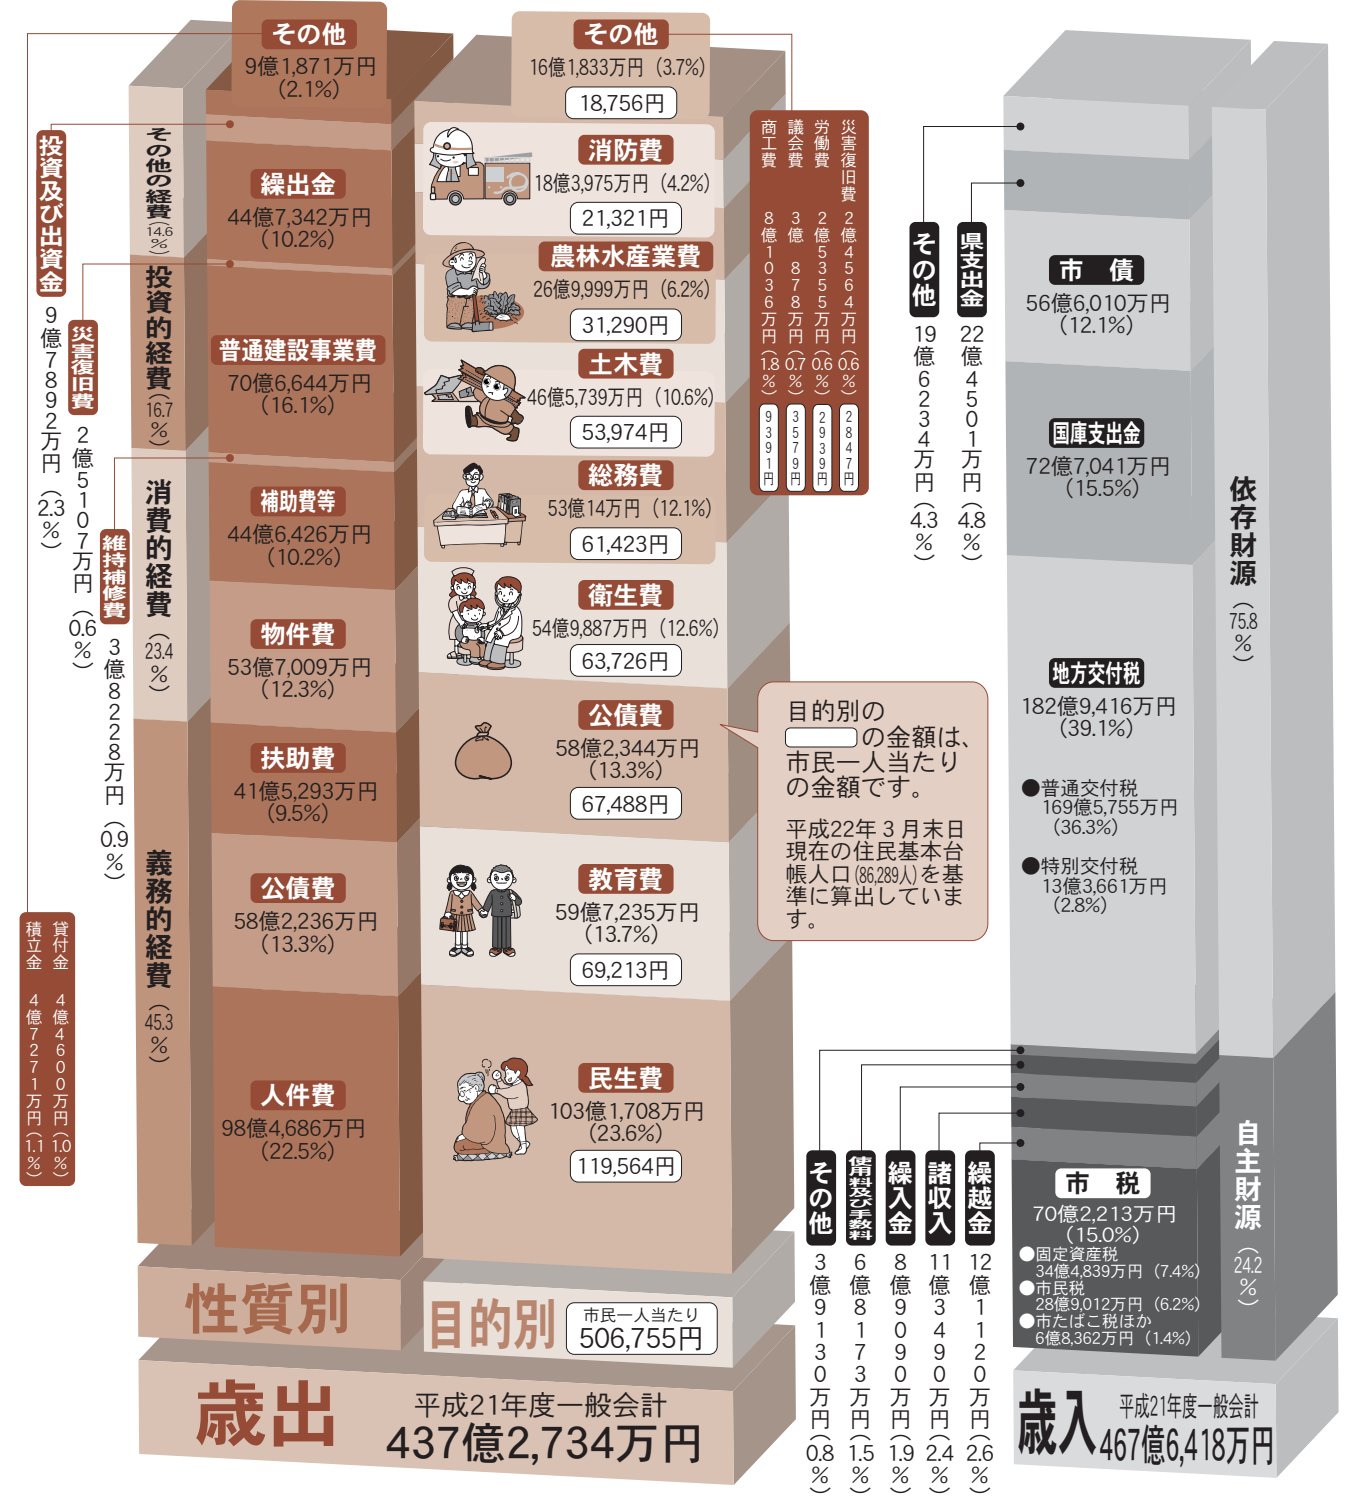 その他
9億1,871万円
(2.1%)
繰出金
44億7,342万円
(10.2%)
普通建設事業費
70億6,644万円
(16.1%)
補助費等
44億6,426万円
(10.2%)
物件費
53億7,009万円
(12.3%)
扶助費
41億5,293万円
(9.5%)
公債費
58億2,236万円
(13.3%)
人件費
98億4,686万円
(22.5%)
その他の経費(14.6%)
投資的経費(16.7%)
消費的経費(23.4%)
義務的経費(45.3%)
投資及び出資金 9億7892万円(2.3%)
災害復旧費 2億5107万円(0.6%)
維持補修費 3億8228万円(0.9%)
貸付金 4億4600万円(1.0%)
積立金 4億7271万円(1.1%)
その他
16億1,833万円(3.7%)
18,756円
消防費
18億3,975万円(4.2%)
21,321円
農林水産業費
26億9,999万円(6.2%)
31,290円
土木費
46億5,739万円(10.6%)
53,974円
総務費
53億14万円(12.1%)
61,423円
衛生費
54億9,887万円(12.6%)
63,726円
公債費
58億2,344万円
(13.3%)
67,488円
教育費
59億7,235万円
(13.7%)
69,213円
民生費
103億1,708万円
(23.6%)
119,564円
災害復旧費 2億4564万円(0.6%) 2847円
労働費 2億5355万円(0.6%) 2939円
議会費 3億878万円(0.7%) 3579円
商工費 8億1036万円(1.8%) 9391円
目的別の
の金額は、
市民一人当たり
の金額です。
平成22年3月末日
現在の住民基本台
帳人口(86,289人)を基
準に算出していま
す。
性質別
目的別
市民一人当たり
506,755円
歳出
平成21年度一般会計
437億2,734万円
その他 19億6234万円(4.3%)
県支出金 22億4501万円(4.8%)
市 債
56億6,010万円
(12.1%)
国庫支出金
72億7,041万円
(15.5%)
地方交付税
182億9,416万円
(39.1%)
●普通交付税
169億5,755万円
(36.3%)
●特別交付税
13億3,661万円
(2.8%)
依存財源(75.8%)
自主財源(24.2%)
その他 3億9130万円(0.8%)
使用料及び手数料 6億8173万円(1.5%)
繰入金 8億9090万円(1.9%)
諸収入 11億3490万円(2.4%)
繰越金 12億1120万円(2.6%)
市 税
70億2,213万円
(15.0%)
●固定資産税
34億4,839万円(7.4%)
●市民税
28億9,012万円(6.2%)
●市たばこ税ほか
6億8,362万円(1.4%)
歳入
平成21年度一般会計
467億6,418万円